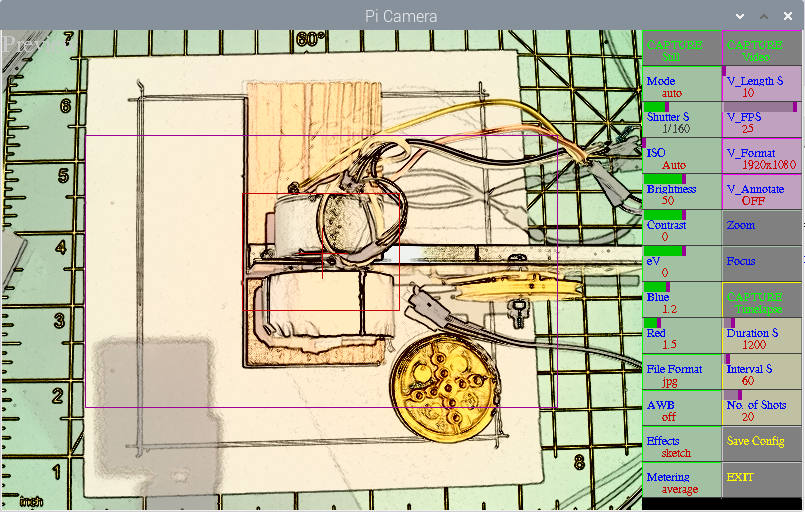 Pi Camera
Previ
60°
7
6
5
4
3
2
1
inch
8
CAPTURE
Still
Mode
auto
Shutter S
1/160
ISO
Auto
Brightness
50
Contrast
0
eV
0
Blue
1.2
Red
1.5
File Format
jpg
AWB
off
Effects
sketch
Metering
average
CAPTURE
Video
V_Length S
10
V_FPS
25
V_Format
1920x1080
V_Annotate
OFF
Zoom
Focus
CAPTURE
Timelapse
Duration S
1200
Interval S
60
No. of Shots
20
Save Config
EXIT